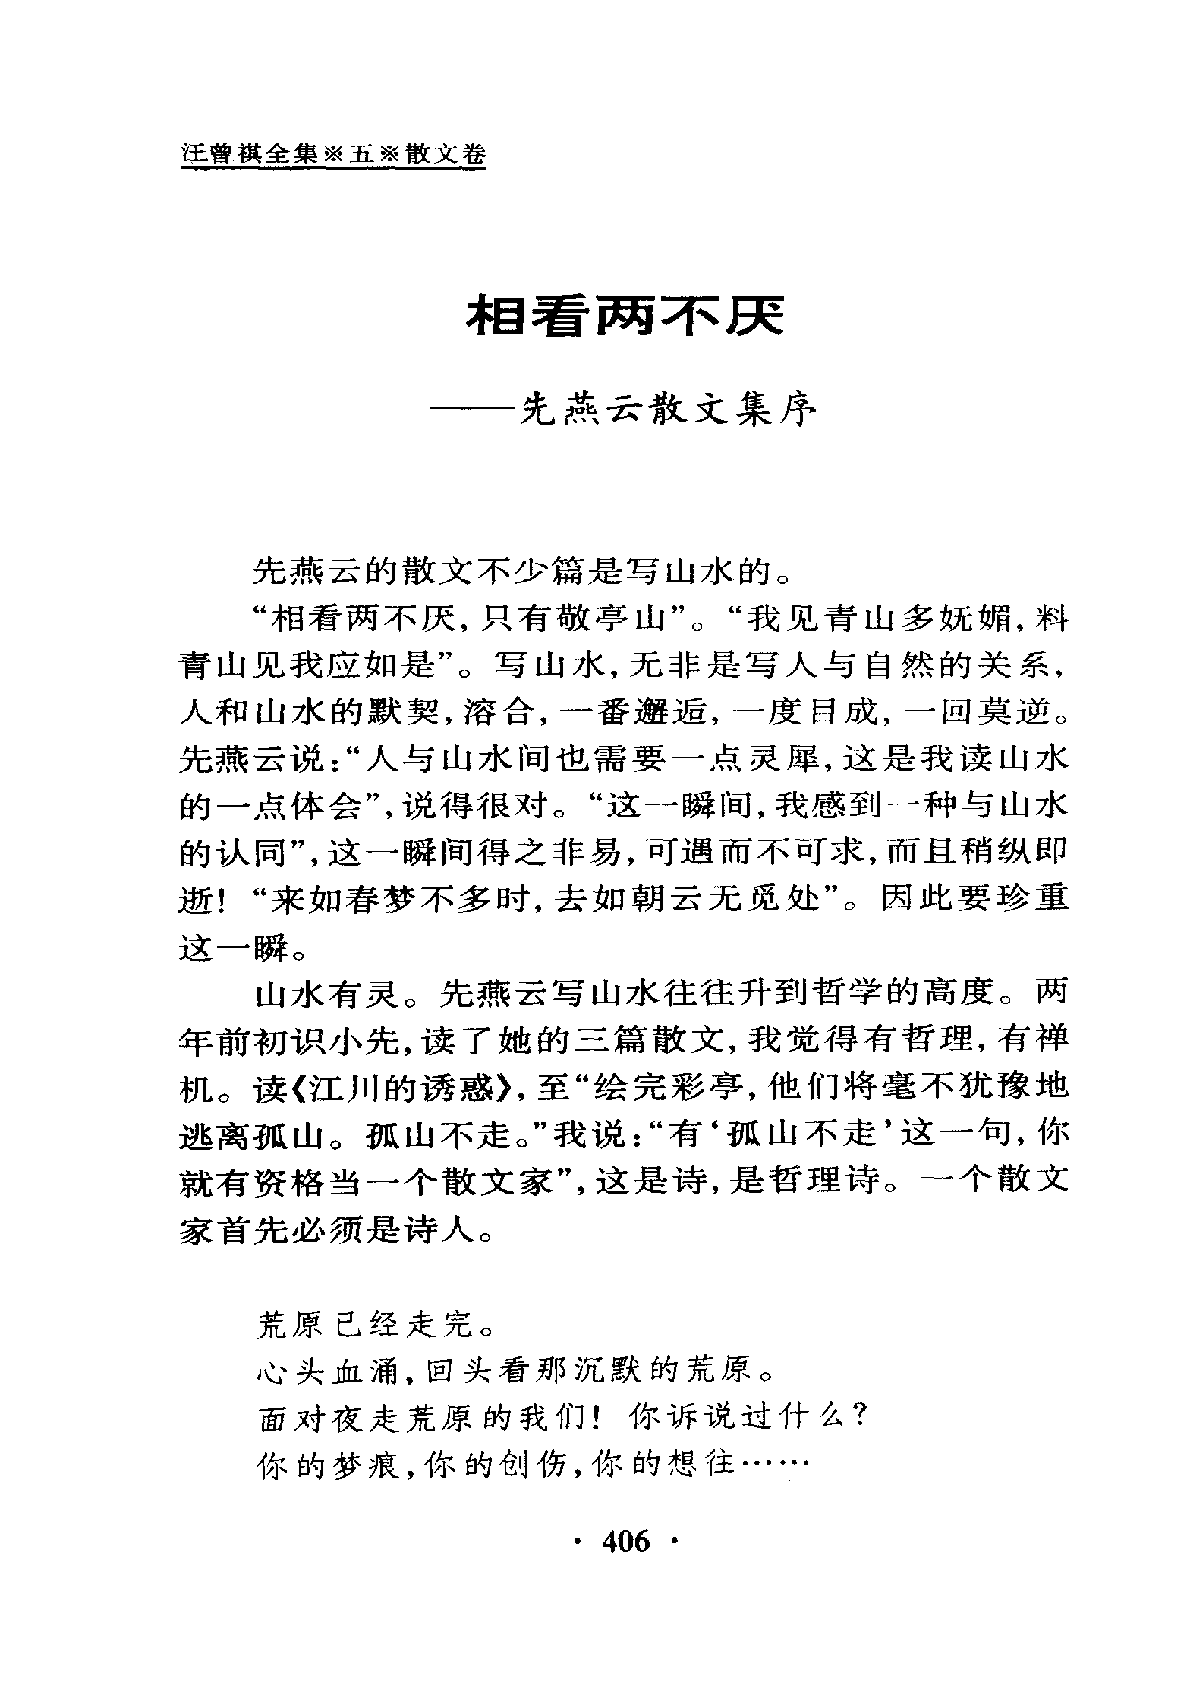 汪曾祺全集※五※散文卷
相看两不厌
——先燕云散文集序
先燕云的散文不少篇是写山水的。
“相看两不厌,只有敬亭山”。“我见青山多妩媚,料
青山见我应如是”。写山水,无非是写人与自然的关系,
人和山水的默契,溶合,一番邂逅,一度目成,一回莫逆。
先燕云说:“人与山水间也需要一点灵犀,这是我读山水
的一点体会”,说得很对。“这一瞬间,我感到一种与山水
的认同”,这一瞬间得之非易,可遇而不可求,而且稍纵即
逝!“来如春梦不多时,去如朝云无觅处”。因此要珍重
这一瞬。
山水有灵。先燕云写山水往往升到哲学的高度。两
年前初识小先,读了她的三篇散文,我觉得有哲理,有禅
机。读《江川的诱惑》,至“绘完彩亭,他们将毫不犹豫地
逃离孤山。孤山不走。”我说:“有‘孤山不走’这一句,你
就有资格当一个散文家”,这是诗,是哲理诗。一个散文
家首先必须是诗人。
荒原已经走完。
心头血涌,回头看那沉默的荒原。
面对夜走荒原的我们!你诉说过什么?
你的梦痕,你的创伤,你的想往……
· 406 ·